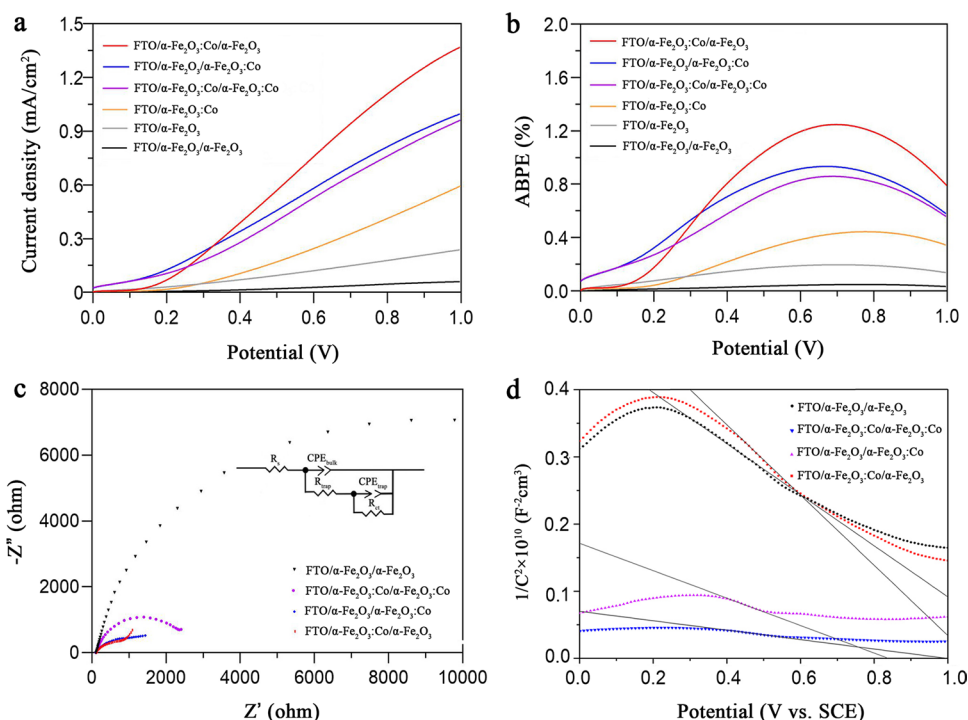 a
1.5
1.2
0.9
0.6
0.3
0.0
Current density (mA/cm²)
FTO/α-Fe₂O₃:Co/α-Fe₂O₃
FTO/α-Fe₂O₃/α-Fe₂O₃:Co
FTO/α-Fe₂O₃:Co/α-Fe₂O₃:Co
FTO/α-Fe₂O₃:Co
FTO/α-Fe₂O₃
FTO/α-Fe₂O₃/α-Fe₂O₃
0.0 0.2 0.4 0.6 0.8 1.0
Potential (V)
b
2.0
1.6
1.2
0.8
0.4
0.0
ABPE (%)
FTO/α-Fe₂O₃:Co/α-Fe₂O₃
FTO/α-Fe₂O₃/α-Fe₂O₃:Co
FTO/α-Fe₂O₃:Co/α-Fe₂O₃:Co
FTO/α-Fe₂O₃:Co
FTO/α-Fe₂O₃
FTO/α-Fe₂O₃/α-Fe₂O₃
0.0 0.2 0.4 0.6 0.8 1.0
Potential (V)
c
8000
6000
4000
2000
0
-Z" (ohm)
Rs CPEbulk
Rtrap CPEtrap
Rct
FTO/α-Fe₂O₃/α-Fe₂O₃
FTO/α-Fe₂O₃:Co/α-Fe₂O₃:Co
FTO/α-Fe₂O₃/α-Fe₂O₃:Co
FTO/α-Fe₂O₃:Co/α-Fe₂O₃
0 2000 4000 6000 8000 10000
Z' (ohm)
d
0.4
0.3
0.2
0.1
0.0
1/C²×10¹⁰ (F⁻²cm³)
FTO/α-Fe₂O₃/α-Fe₂O₃
FTO/α-Fe₂O₃:Co/α-Fe₂O₃:Co
FTO/α-Fe₂O₃/α-Fe₂O₃:Co
FTO/α-Fe₂O₃:Co/α-Fe₂O₃
0.0 0.2 0.4 0.6 0.8 1.0
Potential (V vs. SCE)